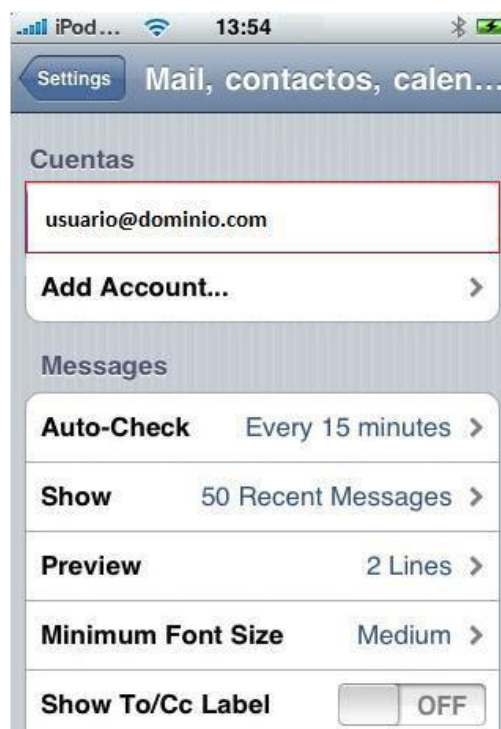 iPod... 13:54
Settings Mail, contactos, calen...
Cuentas
usuario@dominio.com
Add Account...
Messages
Auto-Check Every 15 minutes
Show 50 Recent Messages
Preview 2 Lines
Minimum Font Size Medium
Show To/Cc Label OFF